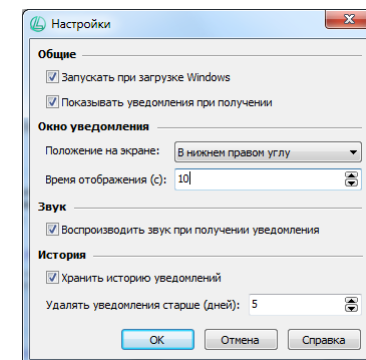 Настройки
Общие
Запускать при загрузке Windows
Показывать уведомления при получении
Окно уведомления
Положение на экране: В нижнем правом углу
Время отображения (с): 10
Звук
Воспроизводить звук при получении уведомления
История
Хранить историю уведомлений
Удалять уведомления старше (дней): 5
ОК Отмена Справка